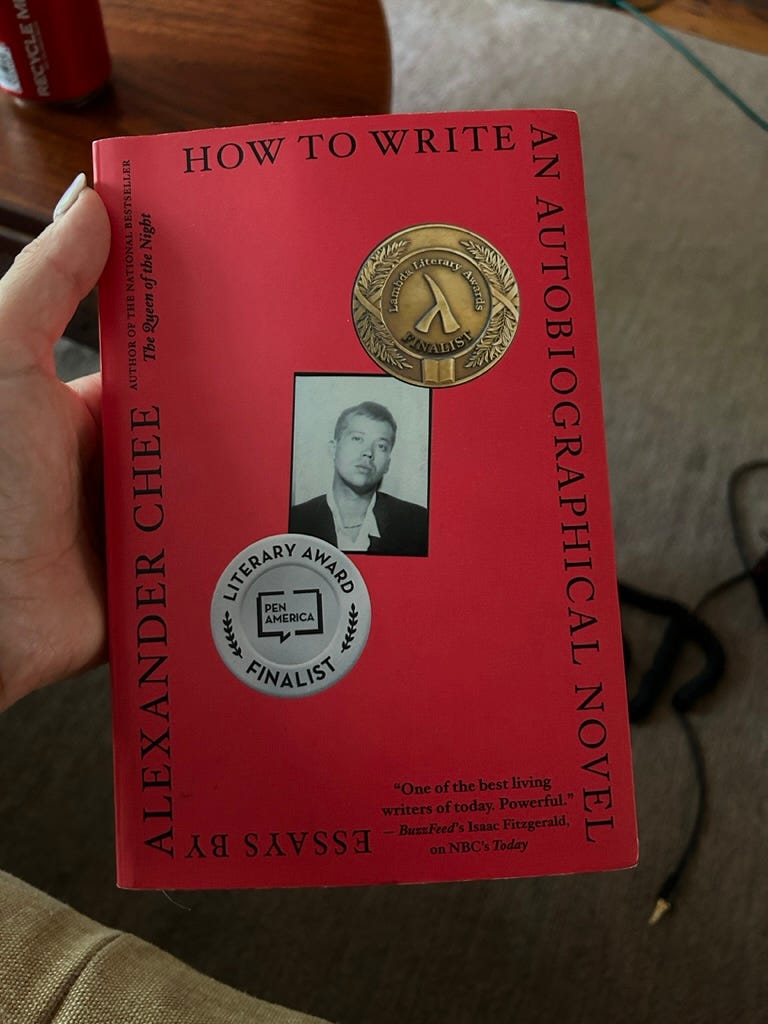 RECYCLE
HOW TO WRITE
AN AUTOBIOGRAPHICAL NOVEL
ESSAYS BY
ALEXANDER CHEE
AUTHOR OF THE NATIONAL BESTSELLER
The Queen of the Night
Lambda Literary Awards
FINALIST
LITERARY AWARD
PEN
AMERICA
FINALIST
“One of the best living
writers of today. Powerful.”
— BuzzFeed’s Isaac Fitzgerald,
on NBC’s Today